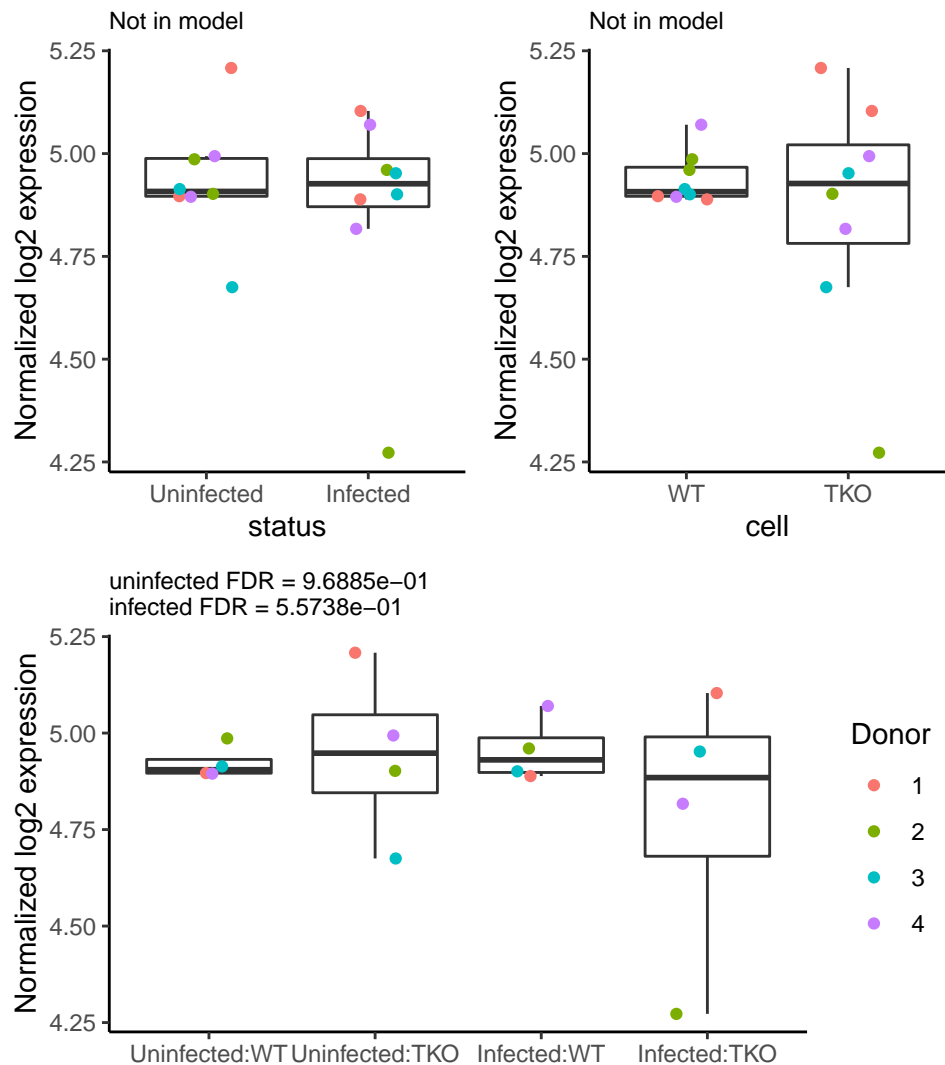 Not in model
Normalized log2 expression
5.25
5.00
4.75
4.50
4.25
Uninfected Infected
status
Not in model
Normalized log2 expression
5.25
5.00
4.75
4.50
4.25
WT TKO
cell
uninfected FDR = 9.6885e−01
infected FDR = 5.5738e−01
Normalized log2 expression
5.25
5.00
4.75
4.50
4.25
Uninfected:WT Uninfected:TKO Infected:WT Infected:TKO
Donor
1
2
3
4